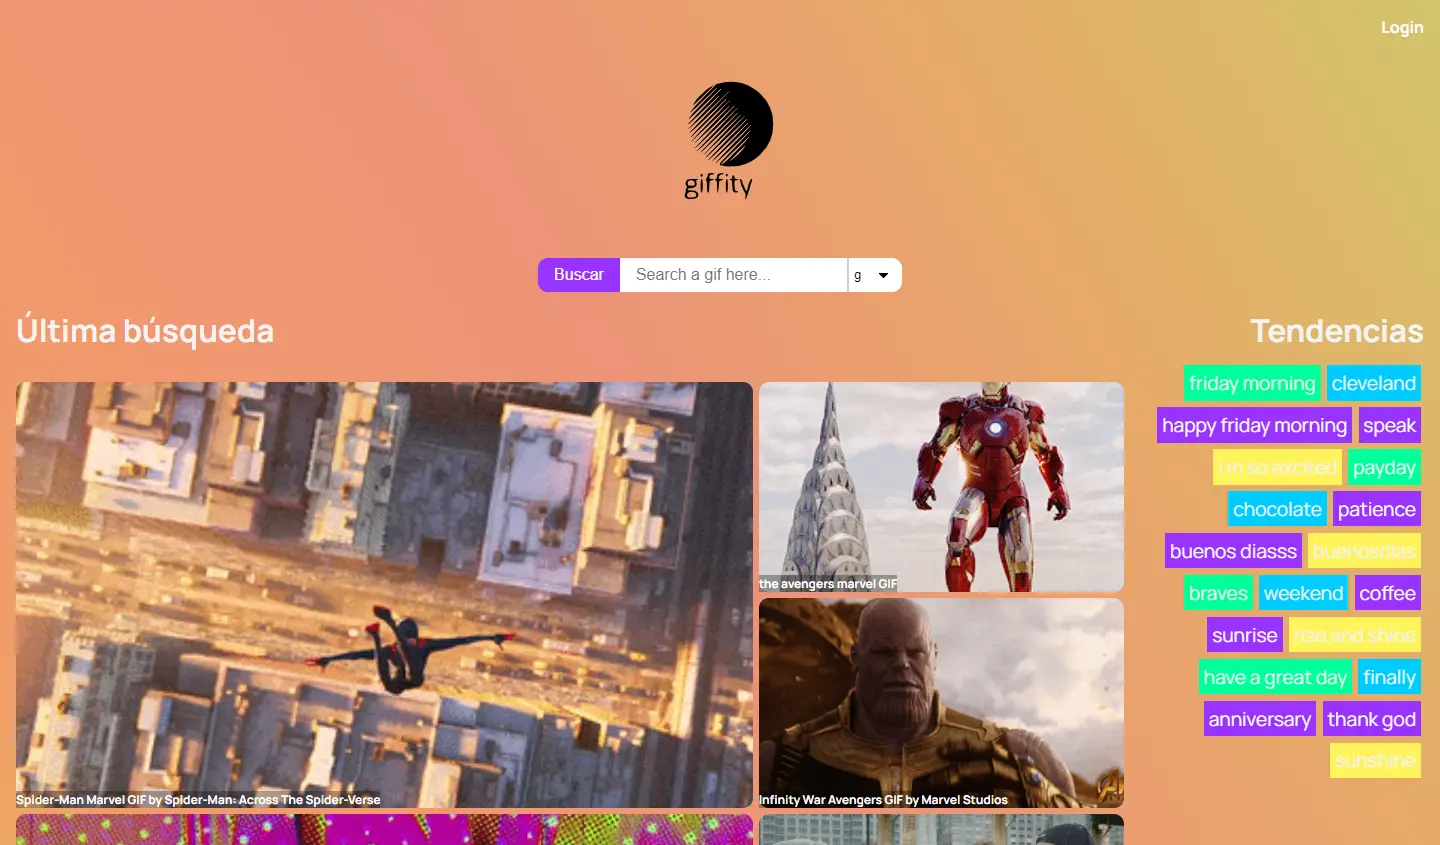 Login
giffity
Buscar Search a gif here... g
Última búsqueda
Tendencias
friday morning cleveland
happy friday morning speak
i m so excited payday
chocolate patience
buenos diasss buenosdias
braves weekend coffee
sunrise rise and shine
have a great day finally
anniversary thank god
sunshine
the avengers marvel GIF
Spider-Man Marvel GIF by Spider-Man: Across The Spider-Verse
Infinity War Avengers GIF by Marvel Studios